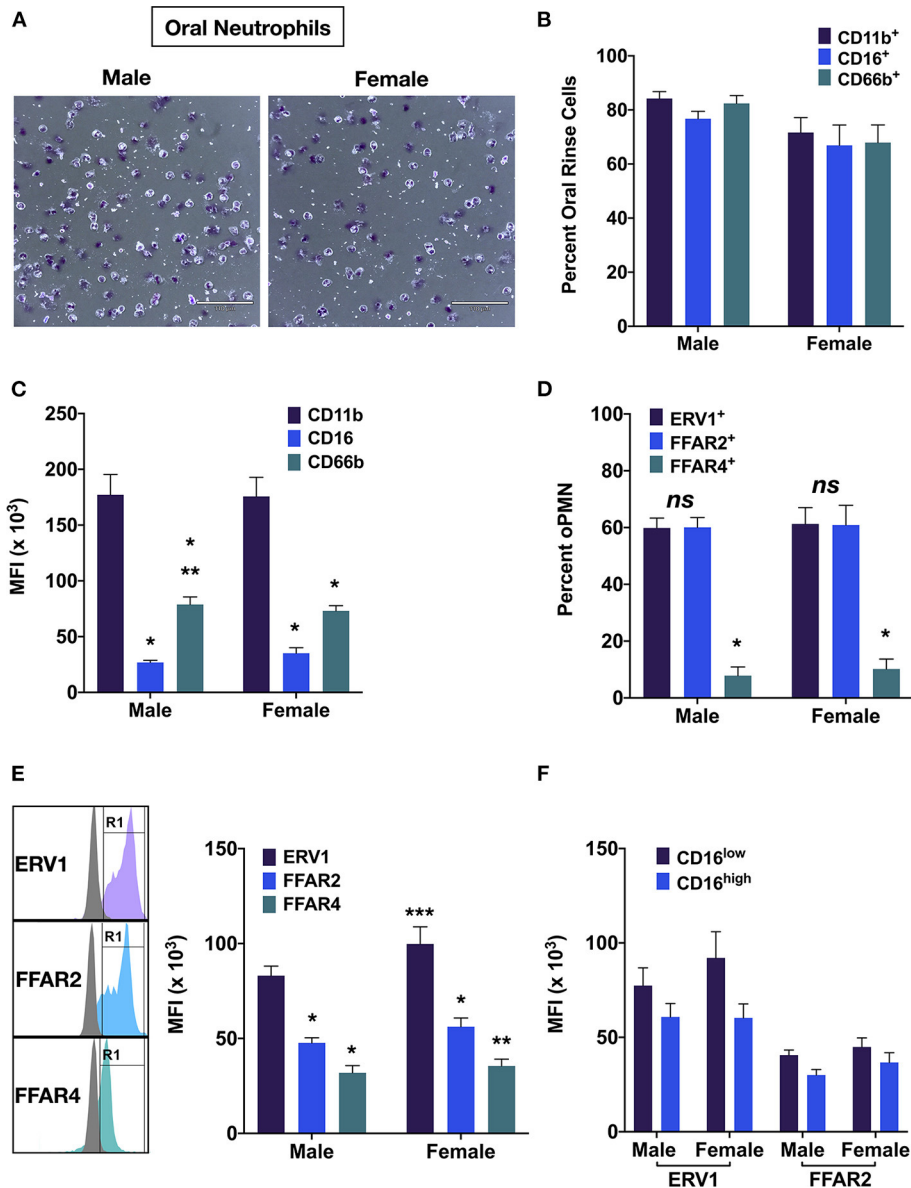 A
Oral Neutrophils
Male
Female
B
Percent Oral Rinse Cells
100
80
60
40
20
0
CD11b+
CD16+
CD66b+
Male
Female
C
MFI (x 10³)
250
200
150
100
50
0
CD11b
CD16
CD66b
*
**
*
*
*
Male
Female
D
Percent oPMN
100
80
60
40
20
0
ERV1+
FFAR2+
FFAR4+
ns
*
ns
*
Male
Female
E
R1
ERV1
R1
FFAR2
R1
FFAR4
MFI (x 10³)
150
100
50
0
ERV1
FFAR2
FFAR4
*
*
***
*
**
Male
Female
F
MFI (x 10³)
150
100
50
0
CD16low
CD16high
Male Female Male Female
ERV1 FFAR2